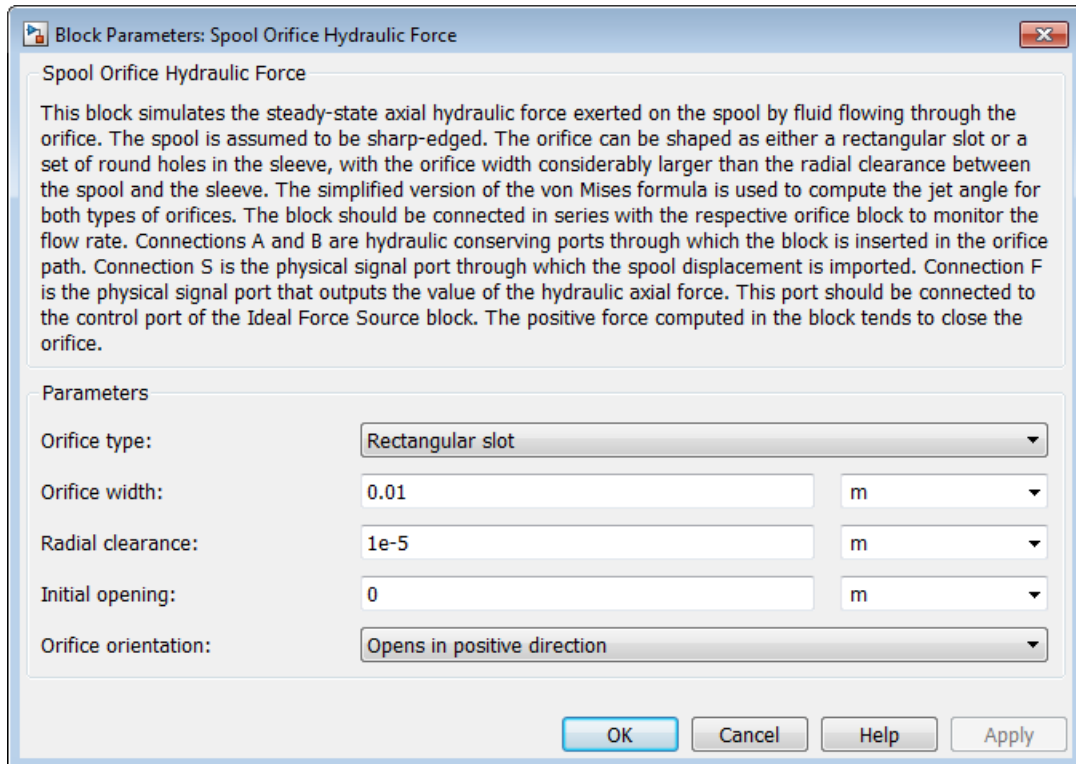 Block Parameters: Spool Orifice Hydraulic Force
Spool Orifice Hydraulic Force
This block simulates the steady-state axial hydraulic force exerted on the spool by fluid flowing through the
orifice. The spool is assumed to be sharp-edged. The orifice can be shaped as either a rectangular slot or a
set of round holes in the sleeve, with the orifice width considerably larger than the radial clearance between
the spool and the sleeve. The simplified version of the von Mises formula is used to compute the jet angle for
both types of orifices. The block should be connected in series with the respective orifice block to monitor the
flow rate. Connections A and B are hydraulic conserving ports through which the block is inserted in the orifice
path. Connection S is the physical signal port through which the spool displacement is imported. Connection F
is the physical signal port that outputs the value of the hydraulic axial force. This port should be connected to
the control port of the Ideal Force Source block. The positive force computed in the block tends to close the
orifice.
Parameters
Orifice type: Rectangular slot
Orifice width: 0.01 m
Radial clearance: 1e-5 m
Initial opening: 0 m
Orifice orientation: Opens in positive direction
OK Cancel Help Apply